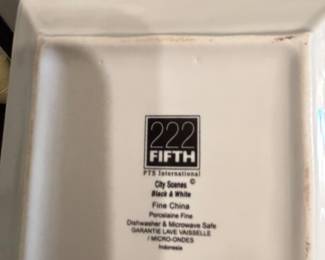 222
FIFTH
PTS International
City Scenes ©
Black & White
Fine China
Porcelaine Fine
Dishwasher & Microwave Safe
GARANTIE LAVE VAISSELLE
/ MICRO-ONDES
Indonesia